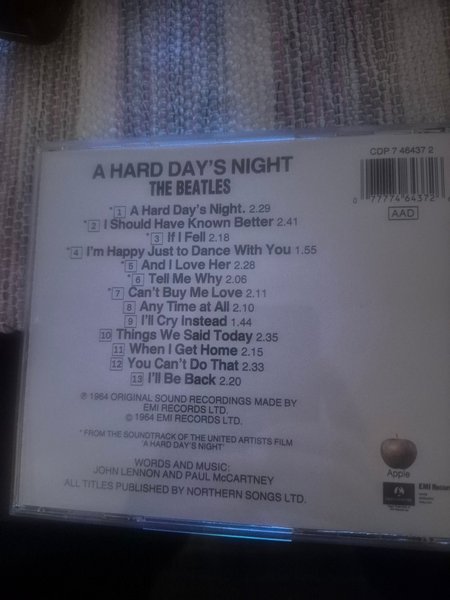 A HARD DAY'S NIGHT
THE BEATLES
CDP 7 46437 2
0 77774 64372
AAD
*1 A Hard Day's Night. 2.29
*2 I Should Have Known Better 2.41
*3 If I Fell 2.18
*4 I'm Happy Just to Dance With You 1.55
*5 And I Love Her 2.28
*6 Tell Me Why 2.06
*7 Can't Buy Me Love 2.11
8 Any Time at All 2.10
9 I'll Cry Instead 1.44
10 Things We Said Today 2.35
11 When I Get Home 2.15
12 You Can't Do That 2.33
13 I'll Be Back 2.20
℗ 1964 ORIGINAL SOUND RECORDINGS MADE BY
EMI RECORDS LTD.
© 1964 EMI RECORDS LTD.
* FROM THE SOUNDTRACK OF THE UNITED ARTISTS FILM
'A HARD DAY'S NIGHT'
WORDS AND MUSIC:
JOHN LENNON AND PAUL McCARTNEY
ALL TITLES PUBLISHED BY NORTHERN SONGS LTD.
Apple
EMI Recor